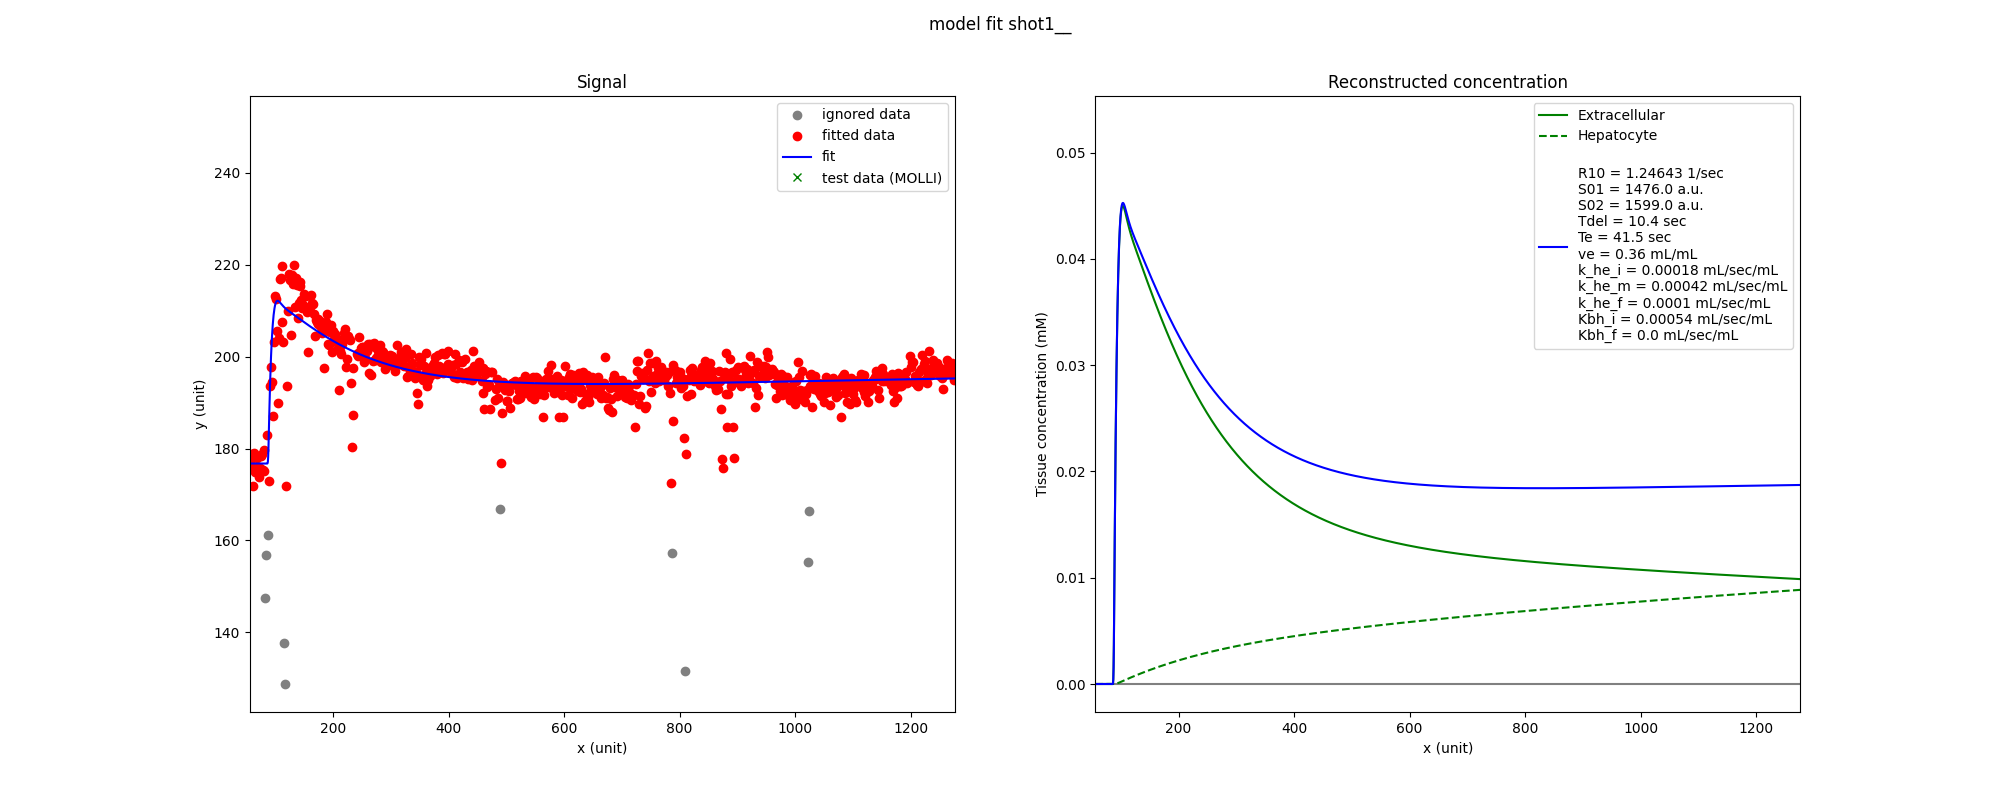 model fit shot1__
Signal
y (unit)
240
220
200
180
160
140
200
400
600
800
1000
1200
x (unit)
ignored data
fitted data
fit
test data (MOLLI)
Reconstructed concentration
Tissue concentration (mM)
0.05
0.04
0.03
0.02
0.01
0.00
200
400
600
800
1000
1200
x (unit)
Extracellular
Hepatocyte
R10 = 1.24643 1/sec
S01 = 1476.0 a.u.
S02 = 1599.0 a.u.
Tdel = 10.4 sec
Te = 41.5 sec
ve = 0.36 mL/mL
k_he_i = 0.00018 mL/sec/mL
k_he_m = 0.00042 mL/sec/mL
k_he_f = 0.0001 mL/sec/mL
Kbh_i = 0.00054 mL/sec/mL
Kbh_f = 0.0 mL/sec/mL